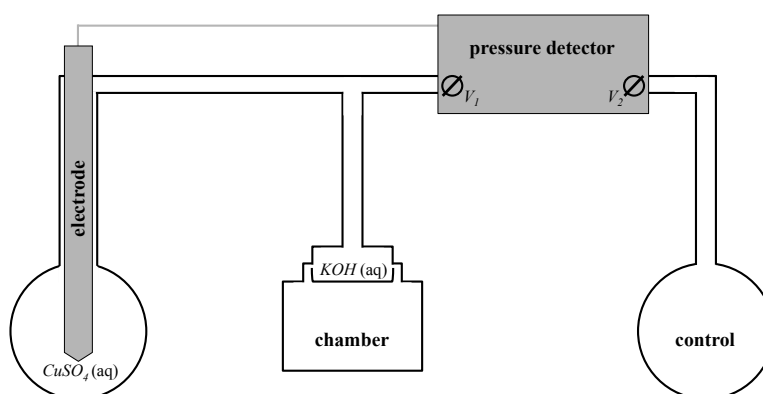 pressure detector
V1
V2
electrode
KOH (aq)
chamber
control
CuSO4 (aq)